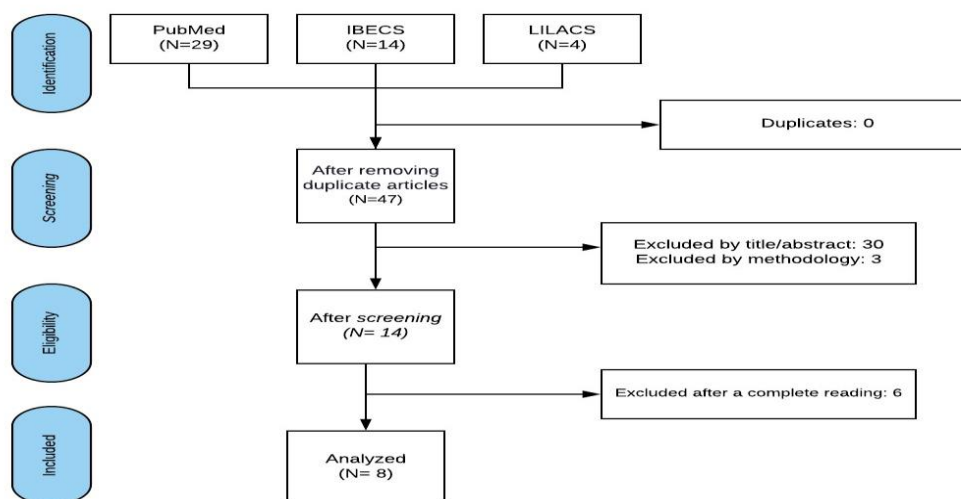 Identification
PubMed
(N=29)
IBECS
(N=14)
LILACS
(N=4)
Duplicates: 0
Screening
After removing
duplicate articles
(N=47)
Excluded by title/abstract: 30
Excluded by methodology: 3
Eligibility
After screening
(N= 14)
Excluded after a complete reading: 6
Included
Analyzed
(N= 8)